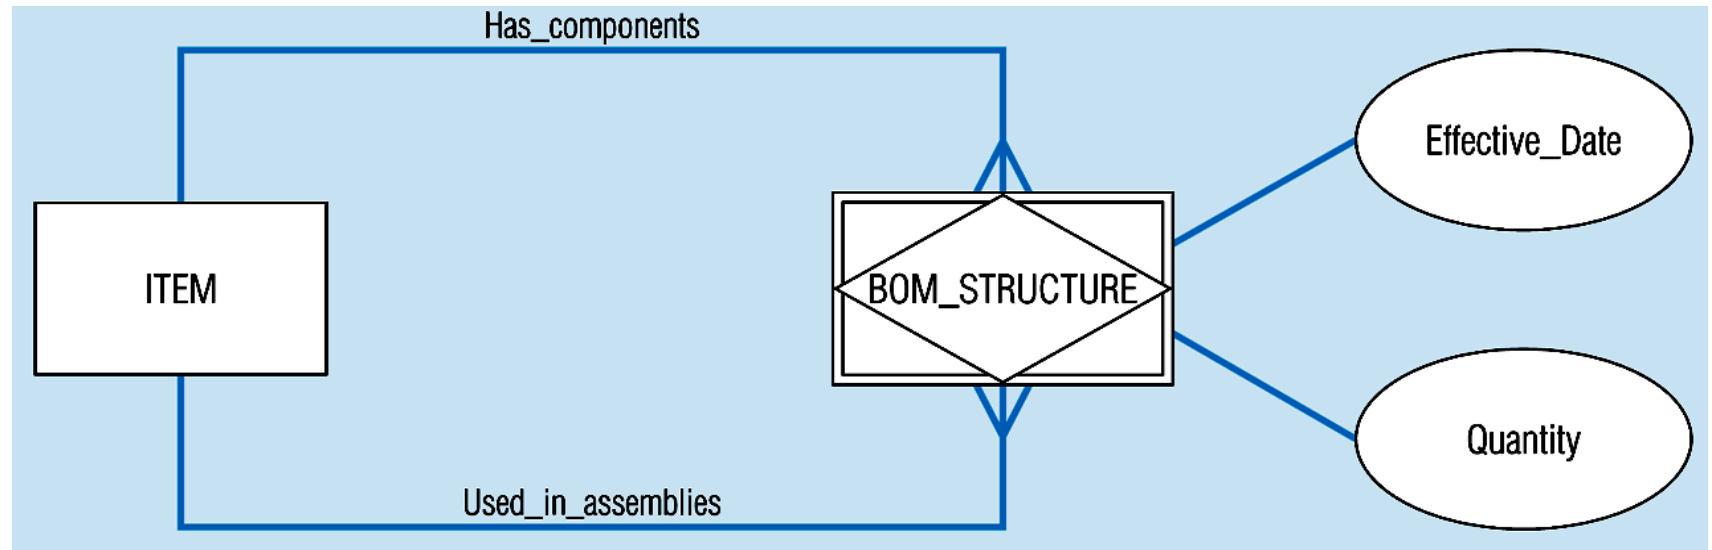 Has_components
Effective_Date
ITEM
BOM_STRUCTURE
Quantity
Used_in_assemblies